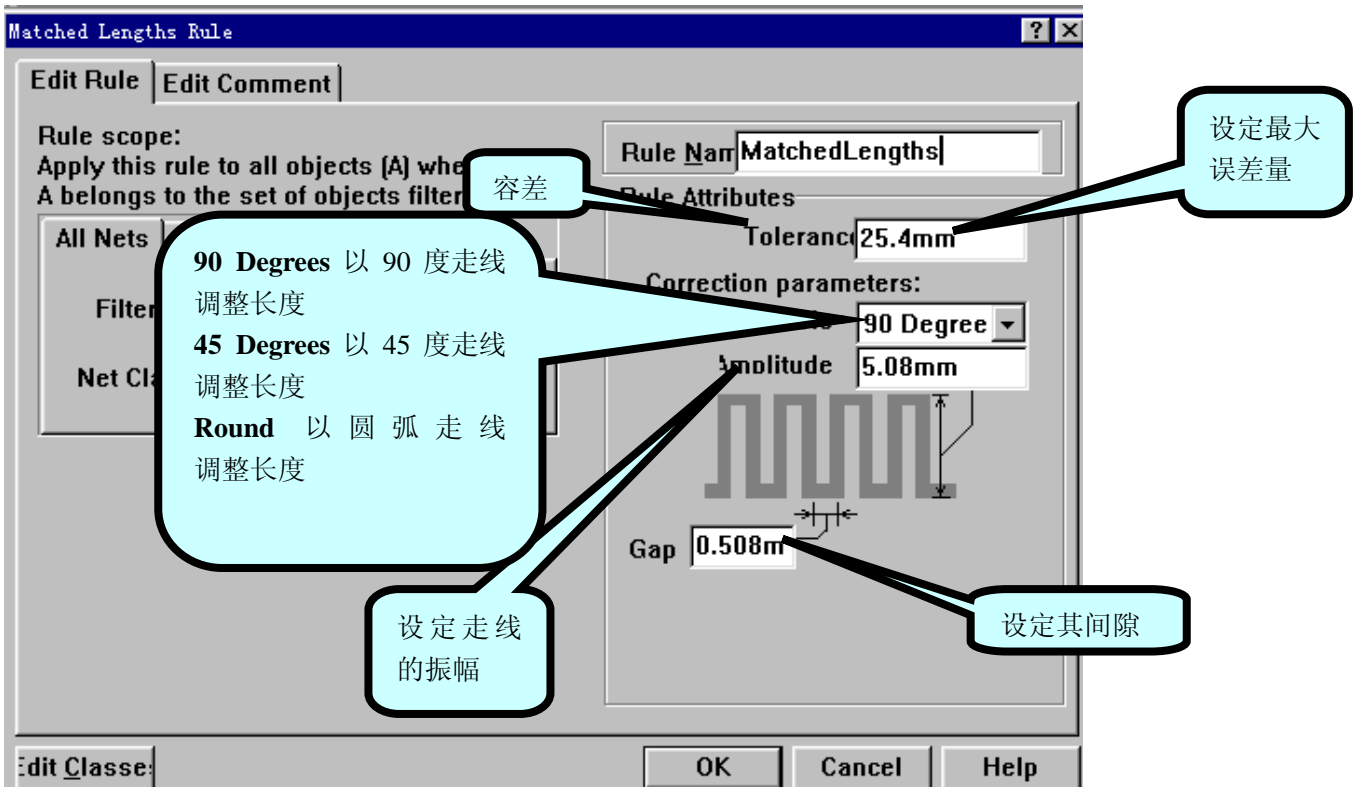 Matched Lengths Rule
Edit Rule
Edit Comment
Rule scope:
Apply this rule to all objects (A) whe
A belongs to the set of objects filter
All Nets
Filter
Net Cla
90 Degrees 以 90 度走线
调整长度
45 Degrees 以 45 度走线
调整长度
Round 以圆弧走线
调整长度
Rule Nam MatchedLengths
容差
Rule Attributes
设定最大
误差量
Toleranc 25.4mm
Correction parameters:
90 Degree
Amplitude 5.08mm
Gap 0.508m
设定走线
的振幅
设定其间隙
Edit Classe
OK
Cancel
Help